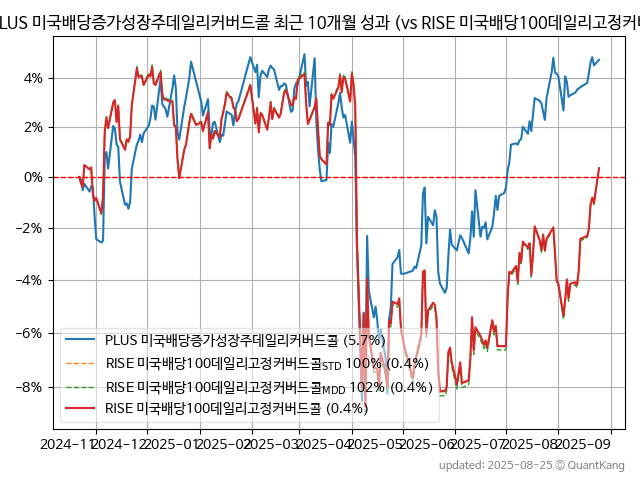 PLUS 미국배당증가성장주데일리커버드콜 최근 10개월 성과 (vs RISE 미국배당100데일리고정커버
4%
2%
0%
−2%
−4%
−6%
−8%
PLUS 미국배당증가성장주데일리커버드콜 (5.7%)
RISE 미국배당100데일리고정커버드콜STD 100% (0.4%)
RISE 미국배당100데일리고정커버드콜MDD 102% (0.4%)
RISE 미국배당100데일리고정커버드콜 (0.4%)
2024-11 2024-12 2025-01 2025-02 2025-03 2025-04 2025-05 2025-06 2025-07 2025-08 2025-09
updated: 2025-08-25 © QuantKang